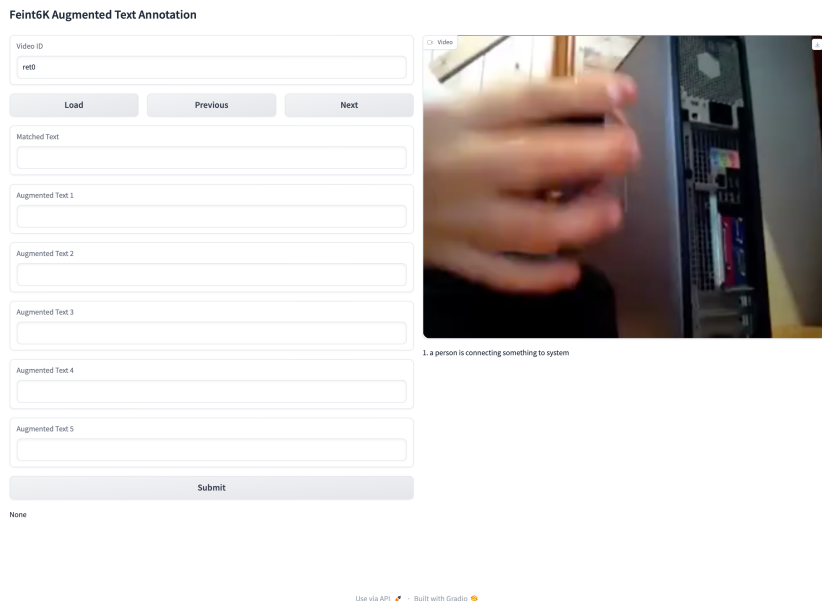 Feint6K Augmented Text Annotation
Video ID
ret0
Load
Previous
Next
Matched Text
Augmented Text 1
Augmented Text 2
Augmented Text 3
Augmented Text 4
Augmented Text 5
Submit
None
Video
1. a person is connecting something to system
Use via API 🚀 · Built with Gradio